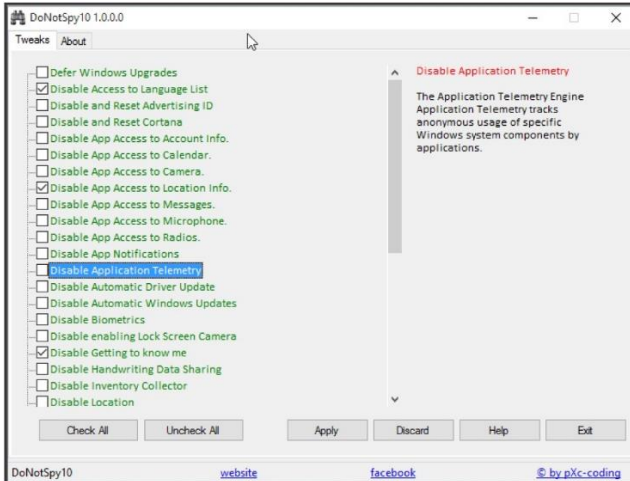 DoNotSpy10 1.0.0.0
Tweaks About
Defer Windows Upgrades
Disable Access to Language List
Disable and Reset Advertising ID
Disable and Reset Cortana
Disable App Access to Account Info.
Disable App Access to Calendar.
Disable App Access to Camera.
Disable App Access to Location Info.
Disable App Access to Messages.
Disable App Access to Microphone.
Disable App Access to Radios.
Disable App Notifications
Disable Application Telemetry
Disable Automatic Driver Update
Disable Automatic Windows Updates
Disable Biometrics
Disable enabling Lock Screen Camera
Disable Getting to know me
Disable Handwriting Data Sharing
Disable Inventory Collector
Disable Location
Disable Application Telemetry
The Application Telemetry Engine
Application Telemetry tracks
anonymous usage of specific
Windows system components by
applications.
Check All Uncheck All Apply Discard Help Exit
DoNotSpy10 website facebook © by pXc-coding